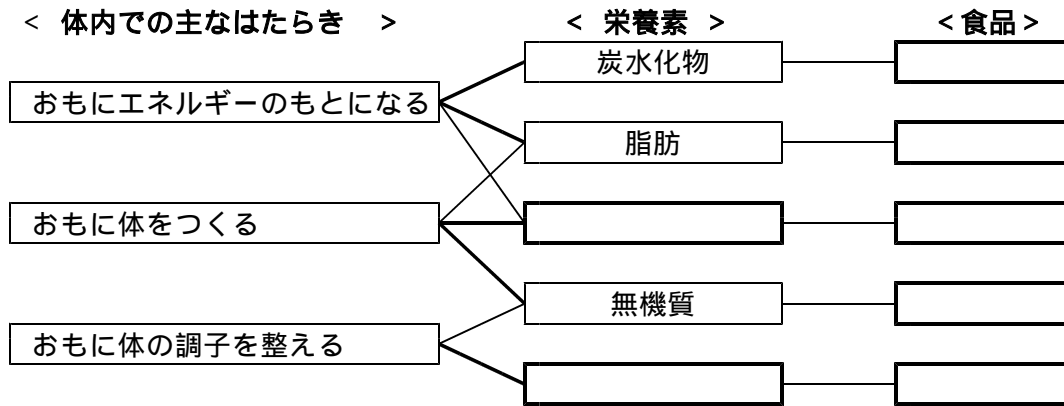 < 体内での主なはたらき > < 栄養素 > <食品>
炭水化物
おもにエネルギーのもとになる
脂肪
おもに体をつくる
無機質
おもに体の調子を整える